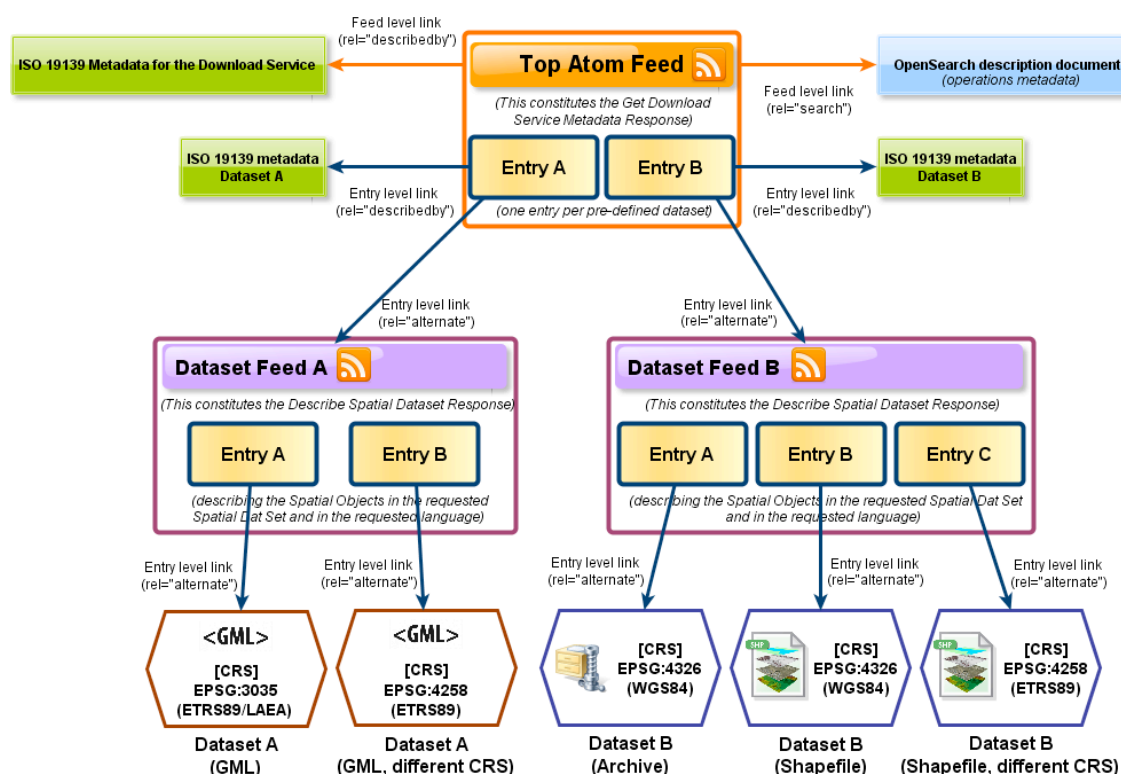 Feed level link
(rel="describedby")
ISO 19139 Metadata for the Download Service
Top Atom Feed
OpenSearch description document
(operations metadata)
Feed level link
(rel="search")
(This constitutes the Get Download
Service Metadata Response)
ISO 19139 metadata
Dataset A
Entry A
Entry B
ISO 19139 metadata
Dataset B
Entry level link
(rel="describedby")
(one entry per pre-defined dataset)
Entry level link
(rel="describedby")
Entry level link
(rel="alternate")
Entry level link
(rel="alternate")
Dataset Feed A
(This constitutes the Describe Spatial Dataset Response)
Entry A
Entry B
(describing the Spatial Objects in the requested
Spatial Dat Set and in the requested language)
Dataset Feed B
(This constitutes the Describe Spatial Dataset Response)
Entry A
Entry B
Entry C
(describing the Spatial Objects in the requested Spatial Dat Set
and in the requested language)
Entry level link
(rel="alternate")
Entry level link
(rel="alternate")
Entry level link
(rel="alternate")
Entry level link
(rel="alternate")
Entry level link
(rel="alternate")
<GML>
[CRS]
EPSG:3035
(ETRS89/LAEA)
Dataset A
(GML)
<GML>
[CRS]
EPSG:4258
(ETRS89)
Dataset A
(GML, different CRS)
[CRS]
EPSG:4326
(WGS84)
Dataset B
(Archive)
SHP
[CRS]
EPSG:4326
(WGS84)
Dataset B
(Shapefile)
SHP
[CRS]
EPSG:4258
(ETRS89)
Dataset B
(Shapefile, different CRS)